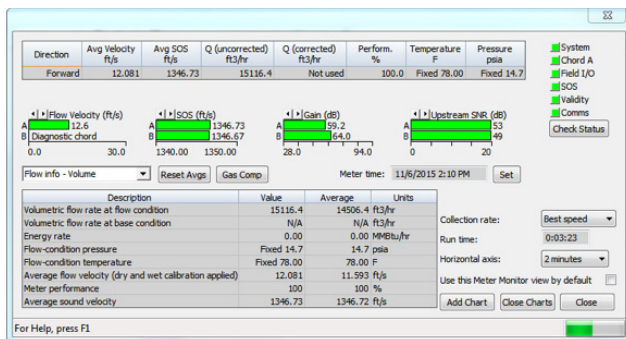 Direction Avg Velocity ft/s Avg SOS ft/s Q (uncorrected) ft3/hr Q (corrected) ft3/hr Perform. % Temperature F Pressure psia
Forward 12.081 1346.73 15116.4 Not used 100.0 Fixed 78.00 Fixed 14.7
System
Chord A
Field I/O
SOS
Validity
Comms
Check Status
Flow Velocity (ft/s)
A 12.6
B Diagnostic chord
0.0 30.0
SOS (ft/s)
A 1346.73
B 1346.67
1340.00 1350.00
Gain (dB)
A 59.2
B 64.0
28.0 94.0
Upstream SNR (dB)
A 53
B 49
0 20
Flow info - Volume Reset Avgs Gas Comp Meter time: 11/6/2015 2:10 PM Set
Description Value Average Units
Volumetric flow rate at flow condition 15116.4 14506.4 ft3/hr
Volumetric flow rate at base condition N/A N/A ft3/hr
Energy rate 0.00 0.00 MMBtu/hr
Flow-condition pressure Fixed 14.7 14.7 psia
Flow-condition temperature Fixed 78.00 78.00 F
Average flow velocity (dry and wet calibration applied) 12.081 11.593 ft/s
Meter performance 100 100 %
Average sound velocity 1346.73 1346.72 ft/s
Collection rate: Best speed
Run time: 0:03:23
Horizontal axis: 2 minutes
Use this Meter Monitor view by default
Add Chart Close Charts Close
For Help, press F1